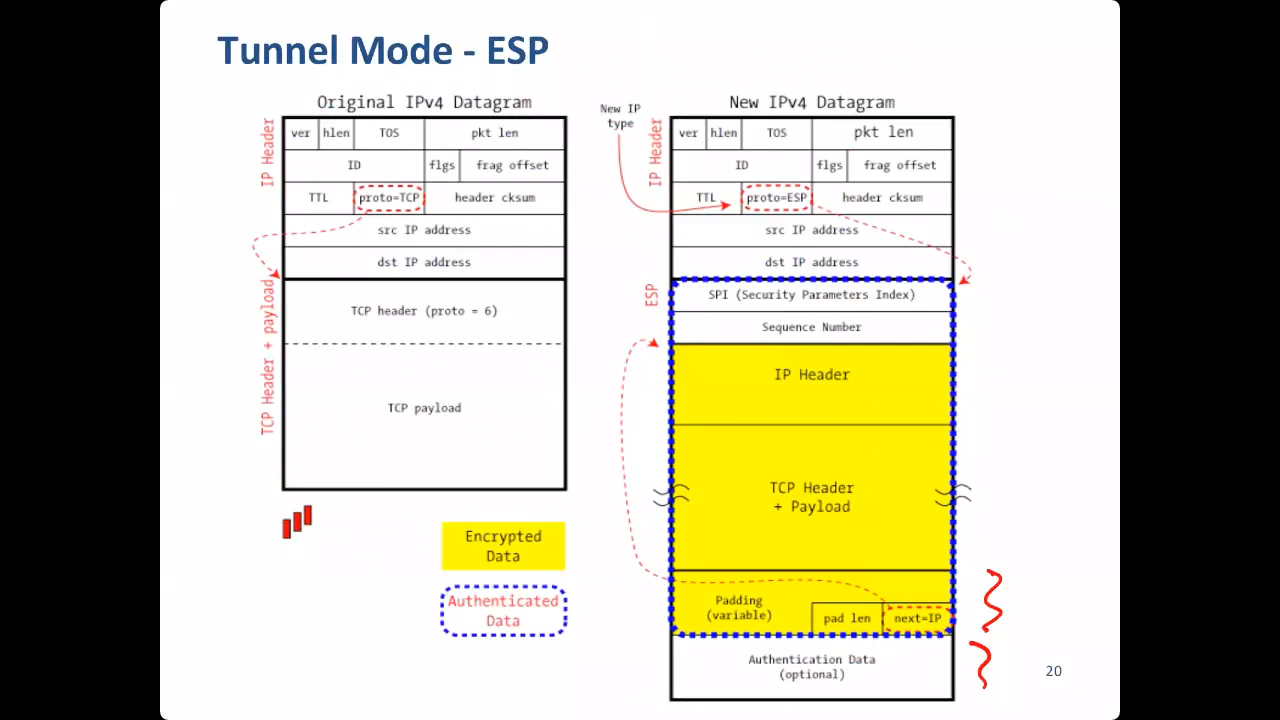 Tunnel Mode - ESP
Original IPv4 Datagram
IP Header
ver hlen TOS pkt len
ID flgs frag offset
TTL proto=TCP header cksum
src IP address
dst IP address
TCP Header + payload
TCP header (proto = 6)
TCP payload
Encrypted
Data
Authenticated
Data
New IP
type
New IPv4 Datagram
IP Header
ver hlen TOS pkt len
ID flgs frag offset
TTL proto=ESP header cksum
src IP address
dst IP address
ESP
SPI (Security Parameters Index)
Sequence Number
IP Header
TCP Header
+ Payload
Padding
(variable)
pad len next=IP
Authentication Data
(optional)
20